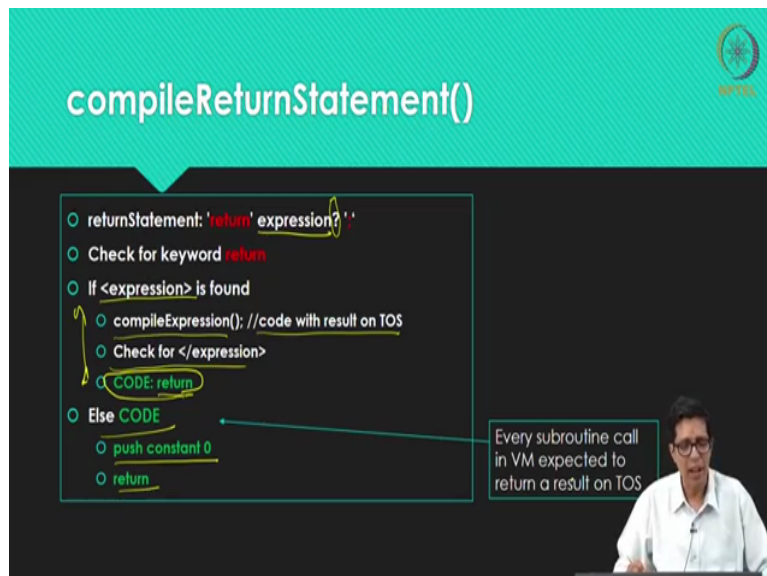 NPTEL
compileReturnStatement()
returnStatement: 'return' expression? ';'
Check for keyword return
If <expression> is found
compileExpression(); //code with result on TOS
Check for </expression>
CODE: return
Else CODE
push constant 0
return
Every subroutine call
in VM expected to
return a result on TOS